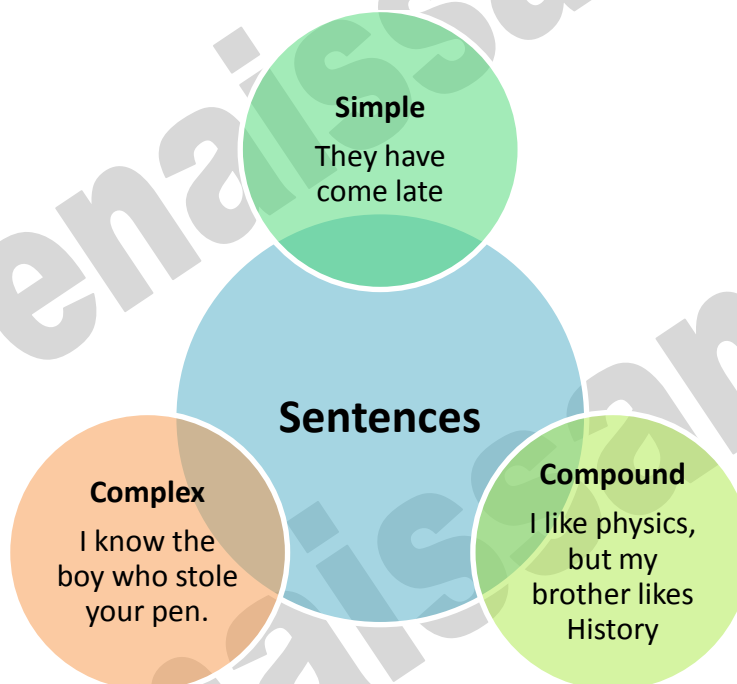 Simple
They have
come late
Sentences
Complex
I know the
boy who stole
your pen.
Compound
I like physics,
but my
brother likes
History